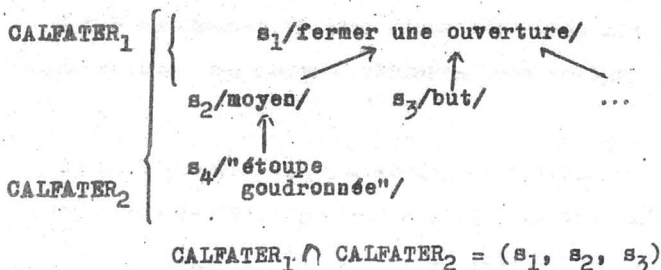 CALFATER₁ s₁/fermer une ouverture/
s₂/moyen/ s₃/but/ ...
s₄/"étoupe
CALFATER₂ goudronnée"/
CALFATER₁ ∩ CALFATER₂ = (s₁, s₂, s₃)